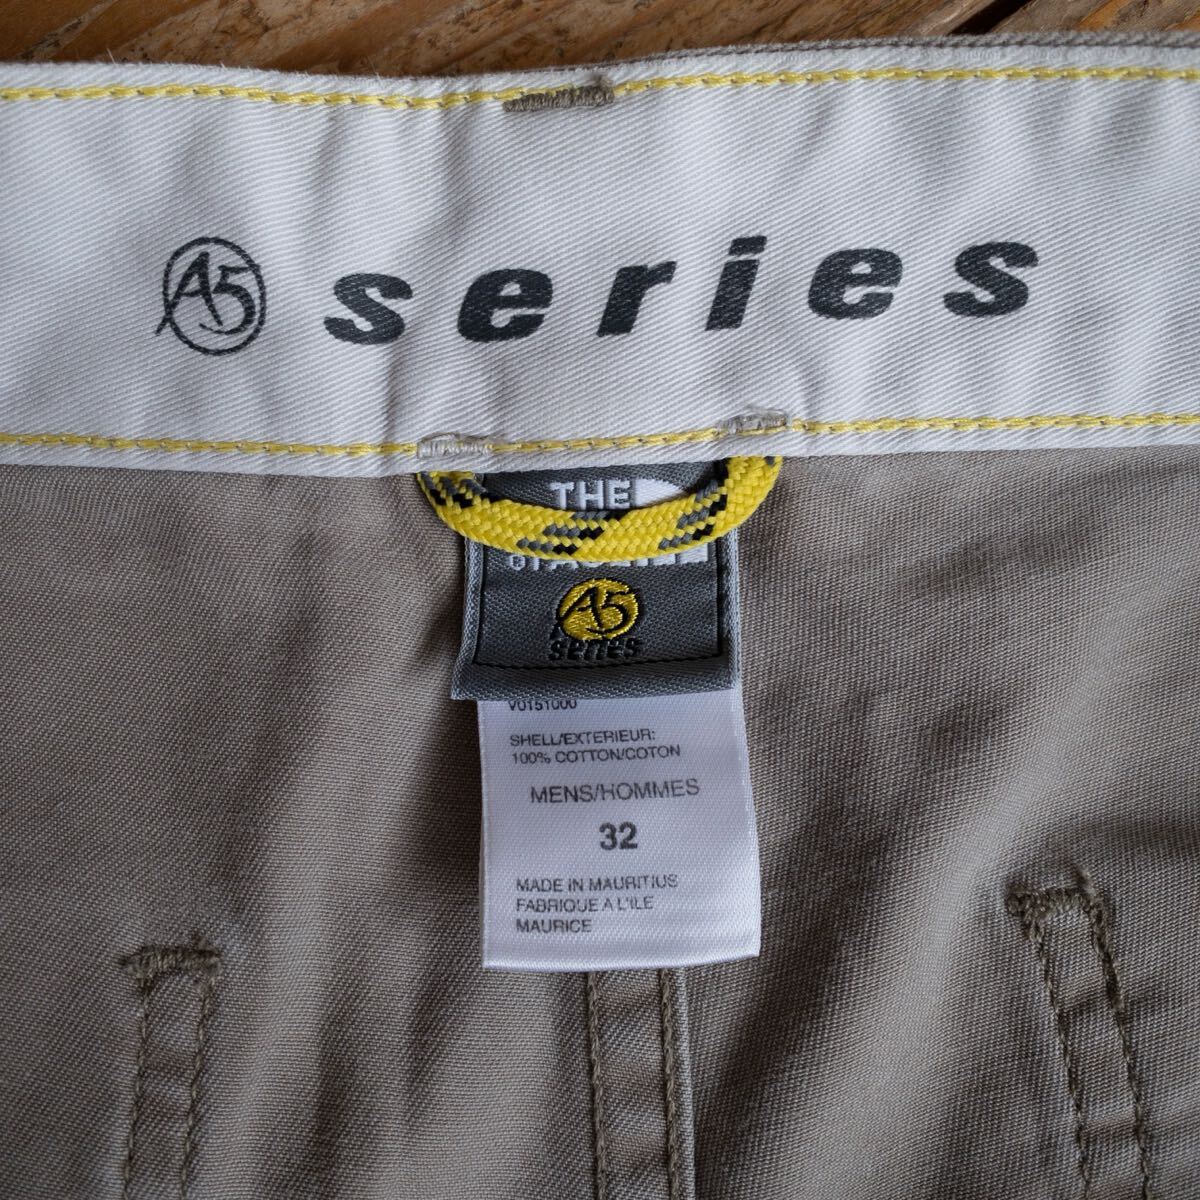 A5 series
THE
A5
series
V0151000
SHELL/EXTERIEUR:
100% COTTON/COTON
MENS/HOMMES
32
MADE IN MAURITIUS
FABRIQUE A L'ILE
MAURICE